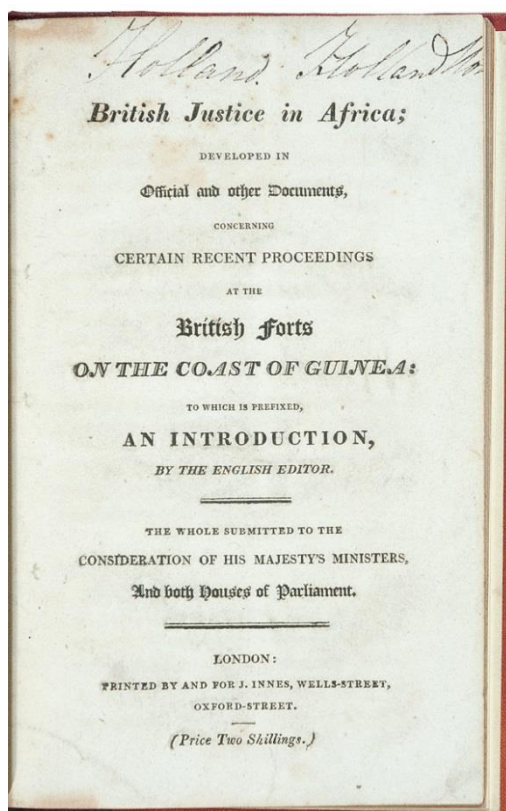 Holland. Holland
British Justice in Africa;
DEVELOPED IN
Official and other Documents,
CONCERNING
CERTAIN RECENT PROCEEDINGS
AT THE
British Forts
ON THE COAST OF GUINEA:
TO WHICH IS PREFIXED,
AN INTRODUCTION,
BY THE ENGLISH EDITOR.
THE WHOLE SUBMITTED TO THE
CONSIDERATION OF HIS MAJESTY'S MINISTERS,
And both Houses of Parliament.
LONDON:
PRINTED BY AND FOR J. INNES, WELLS-STREET,
OXFORD-STREET.
(Price Two Shillings.)